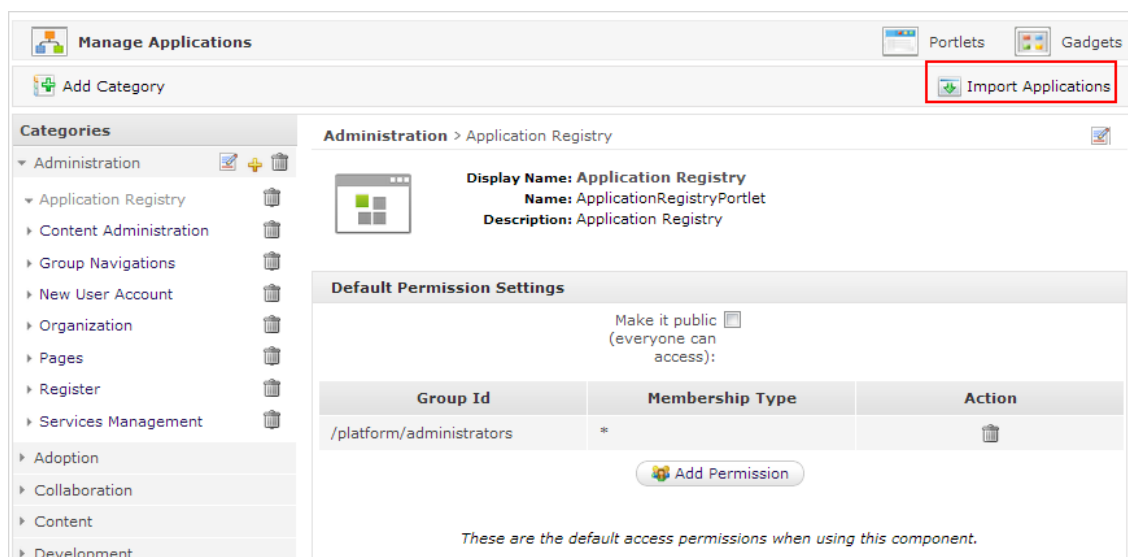 Manage Applications
Portlets
Gadgets
Add Category
Import Applications
Categories
Administration
Application Registry
Content Administration
Group Navigations
New User Account
Organization
Pages
Register
Services Management
Adoption
Collaboration
Content
Development
Administration > Application Registry
Display Name: Application Registry
Name: ApplicationRegistryPortlet
Description: Application Registry
Default Permission Settings
Make it public
(everyone can
access):
Group Id Membership Type Action
/platform/administrators *
Add Permission
These are the default access permissions when using this component.